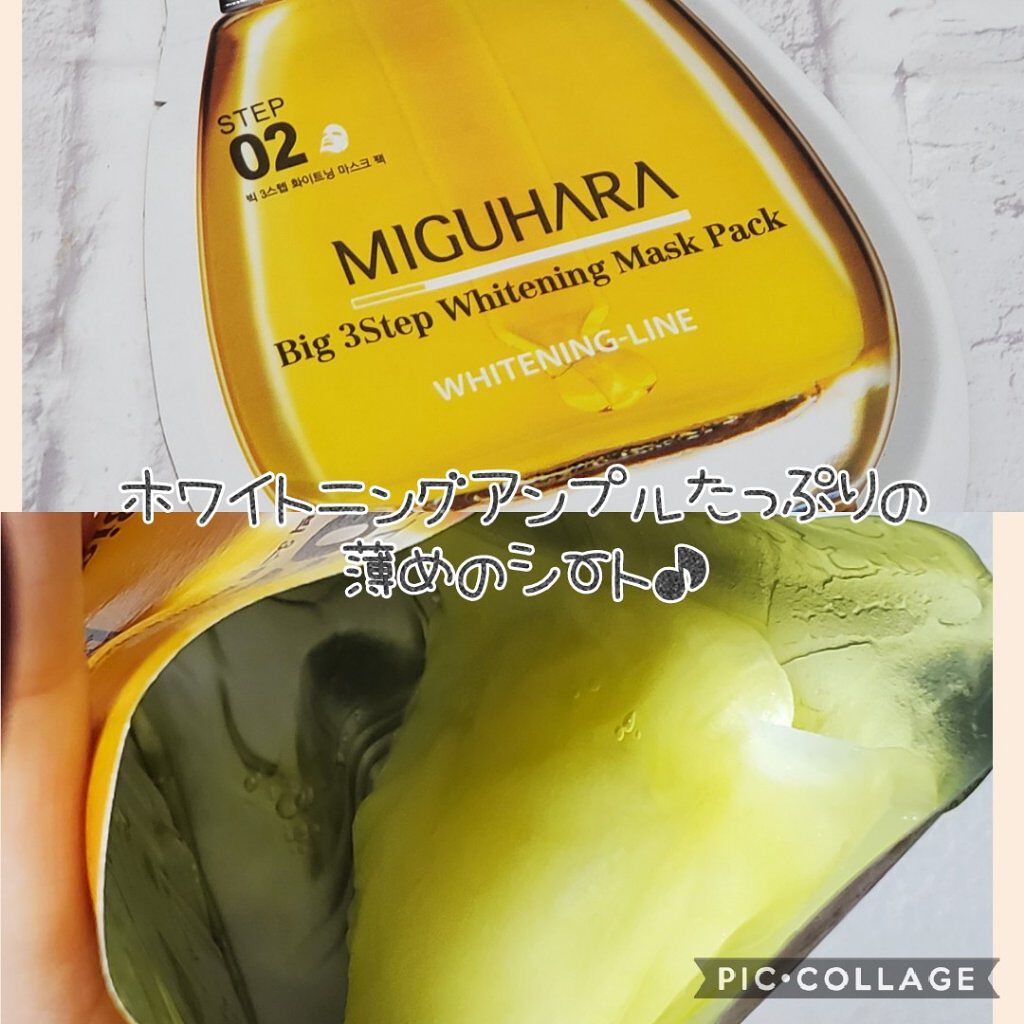 STEP
02
빅 3스텝 화이트닝 마스크 팩
MIGUHARA
Big 3Step Whitening Mask Pack
WHITENING-LINE
ホワイトニングアンプルたっぷりの
薄めのシート♪
PIC•COLLAGE